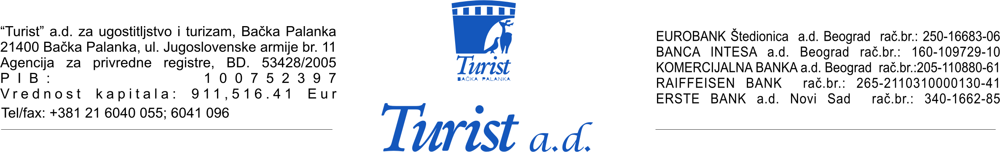 “Turist” a.d. za ugostitljstvo i turizam, Bačka Palanka
21400 Bačka Palanka, ul. Jugoslovenske armije br. 11
Agencija za privredne registre, BD. 53428/2005
PIB: 100752397
Vrednost kapitala: 911,516.41 Eur
Tel/fax: +381 21 6040 055; 6041 096
Turist
BAČKA PALANKA
Turist a.d.
EUROBANK Štedionica a.d. Beograd rač.br.: 250-16683-06
BANCA INTESA a.d. Beograd rač.br.: 160-109729-10
KOMERCIJALNA BANKA a.d. Beograd rač.br.:205-110880-61
RAIFFEISEN BANK rač.br.: 265-2110310000130-41
ERSTE BANK a.d. Novi Sad rač.br.: 340-1662-85